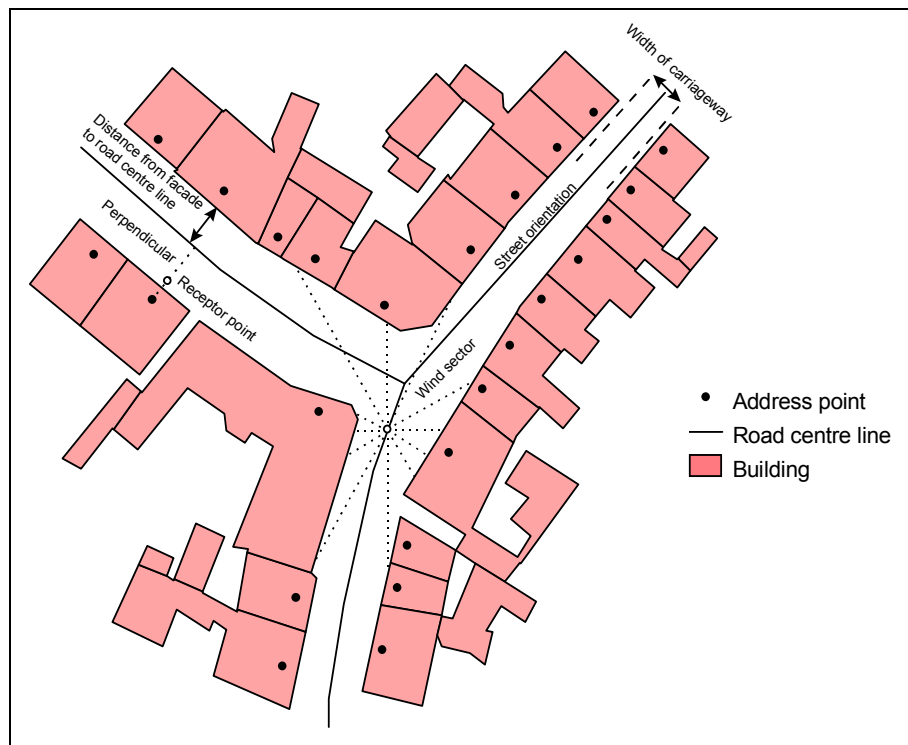 Width of carriageway
Distance from facade
to road centre line
Street orientation
Perpendicular
Receptor point
Wind sector
Address point
Road centre line
Building